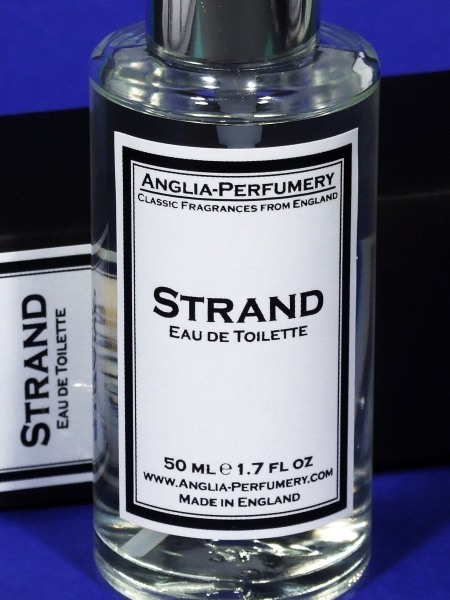 ANGLIA-PERFUMERY
CLASSIC FRAGRANCES FROM ENGLAND
STRAND
EAU DE TOILETTE
50 ML ℮ 1.7 FL OZ
WWW.ANGLIA-PERFUMERY.COM
MADE IN ENGLAND
STRAND
EAU DE TOILETTE